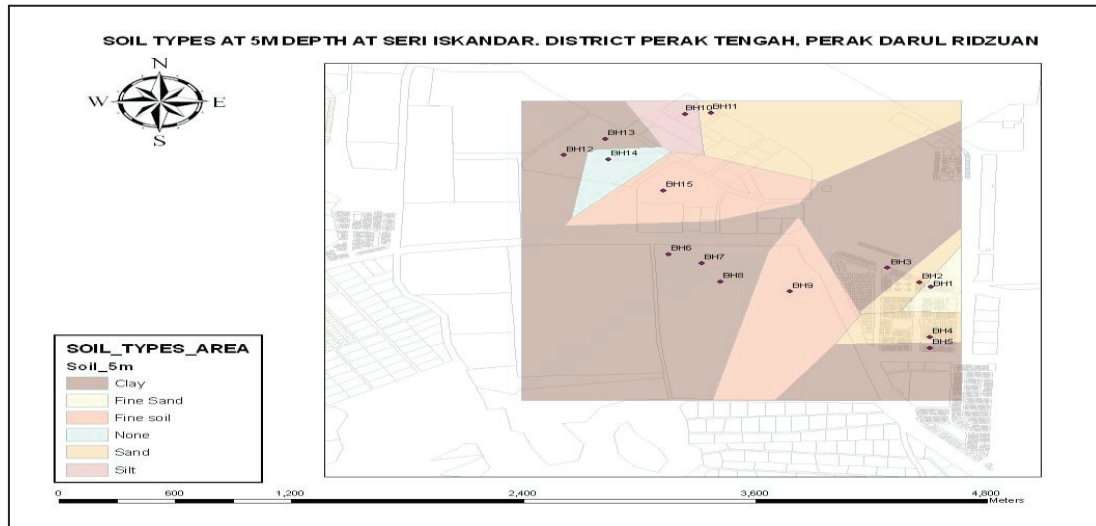 SOIL TYPES AT 5M DEPTH AT SERI ISKANDAR. DISTRICT PERAK TENGAH, PERAK DARUL RIDZUAN
N
W E
S
BH10 BH11
BH13
BH12 BH14
BH15
BH6
BH7
BH3
BH8
BH2
BH9
BH1
BH4
BH5
SOIL_TYPES_AREA
Soil_5m
Clay
Fine Sand
Fine soil
None
Sand
Silt
0 600 1,200 2,400 3,600 4,800
Meters